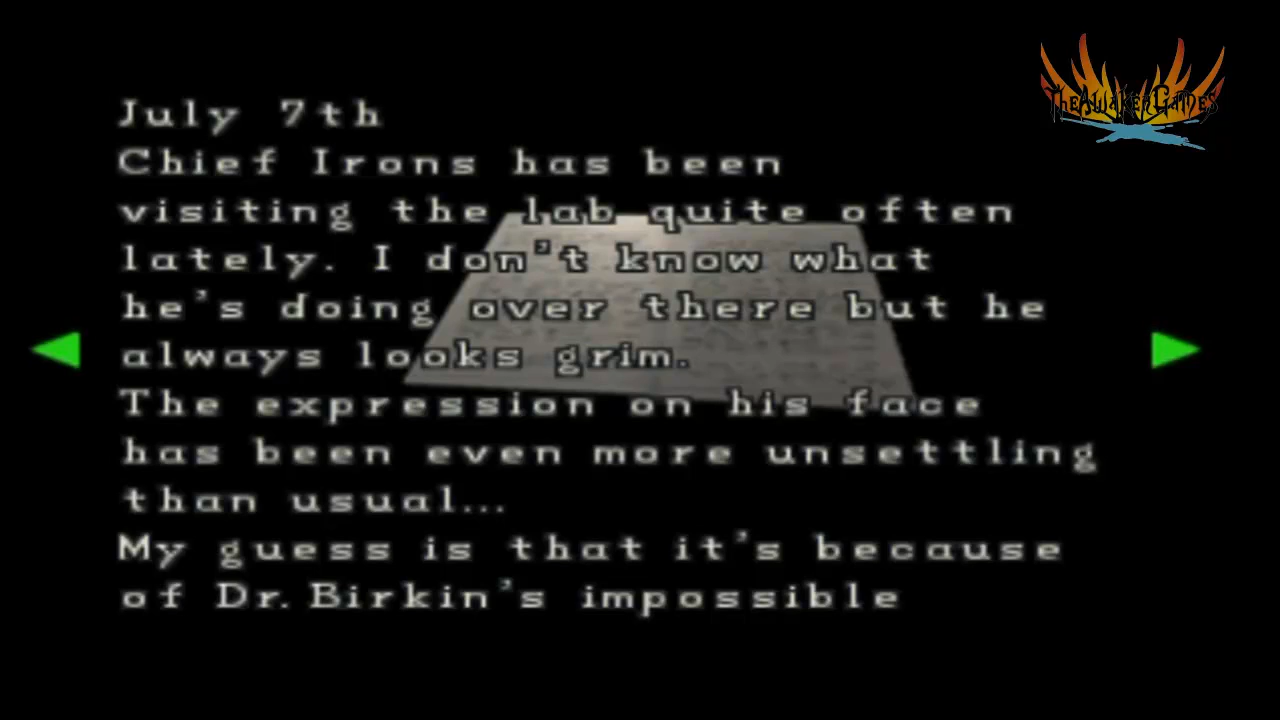 TheAwakenGames
July 7th
Chief Irons has been
visiting the lab quite often
lately. I don't know what
he's doing over there but he
always looks grim.
The expression on his face
has been even more unsettling
than usual...
My guess is that it's because
of Dr. Birkin's impossible